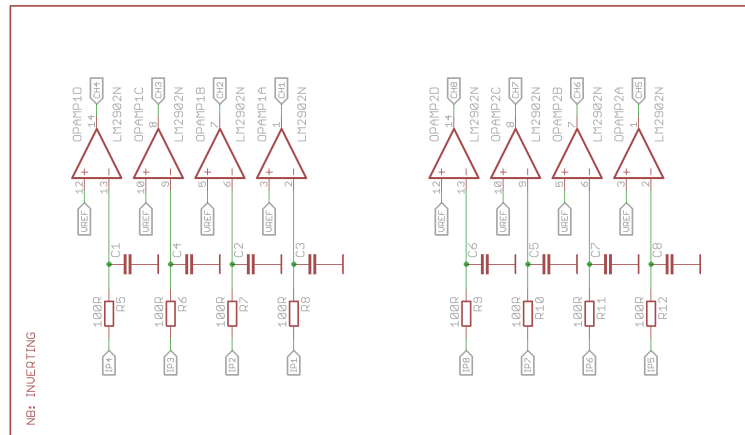 OPAMP1D
LM2902N
CH4
14
12
13
+
-
VREF
C1
100R
R5
IP4
OPAMP1C
LM2902N
CH3
8
10
9
+
-
VREF
C4
100R
R6
IP3
OPAMP1B
LM2902N
CH2
7
5
6
+
-
VREF
C2
100R
R7
IP2
OPAMP1A
LM2902N
CH1
1
3
2
+
-
VREF
C3
100R
R8
IP1
OPAMP2D
LM2902N
CH8
14
12
13
+
-
VREF
C6
100R
R9
IP8
OPAMP2C
LM2902N
CH7
8
10
9
+
-
VREF
C5
100R
R10
IP7
OPAMP2B
LM2902N
CH6
7
5
6
+
-
VREF
C7
100R
R11
IP6
OPAMP2A
LM2902N
CH5
1
3
2
+
-
VREF
C8
100R
R12
IP5
NB: INVERTING